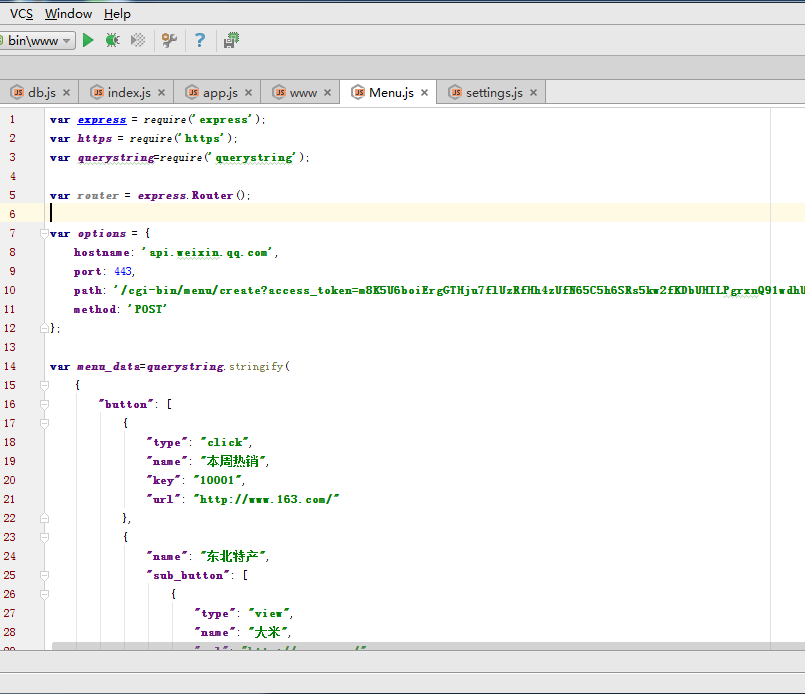 VCS Window Help
bin\www
db.js index.js app.js www Menu.js settings.js
1 var express = require('express');
2 var https = require('https');
3 var querystring=require('querystring');
4
5 var router = express.Router();
6
7 var options = {
8 hostname: 'api.weixin.qq.com',
9 port: 443,
10 path: '/cgi-bin/menu/create?
11 method: 'POST'
12 };
13
14 var menu_data=querystring.stringify(
15 {
16 "button": [
17 {
18 "type": "click",
19 "name": "本周热销",
20 "key": "10001",
21 "url": "http://www.163.com/"
22 },
23 {
24 "name": "东北特产",
25 "sub_button": [
26 {
27 "type": "view",
28 "name": "大米",